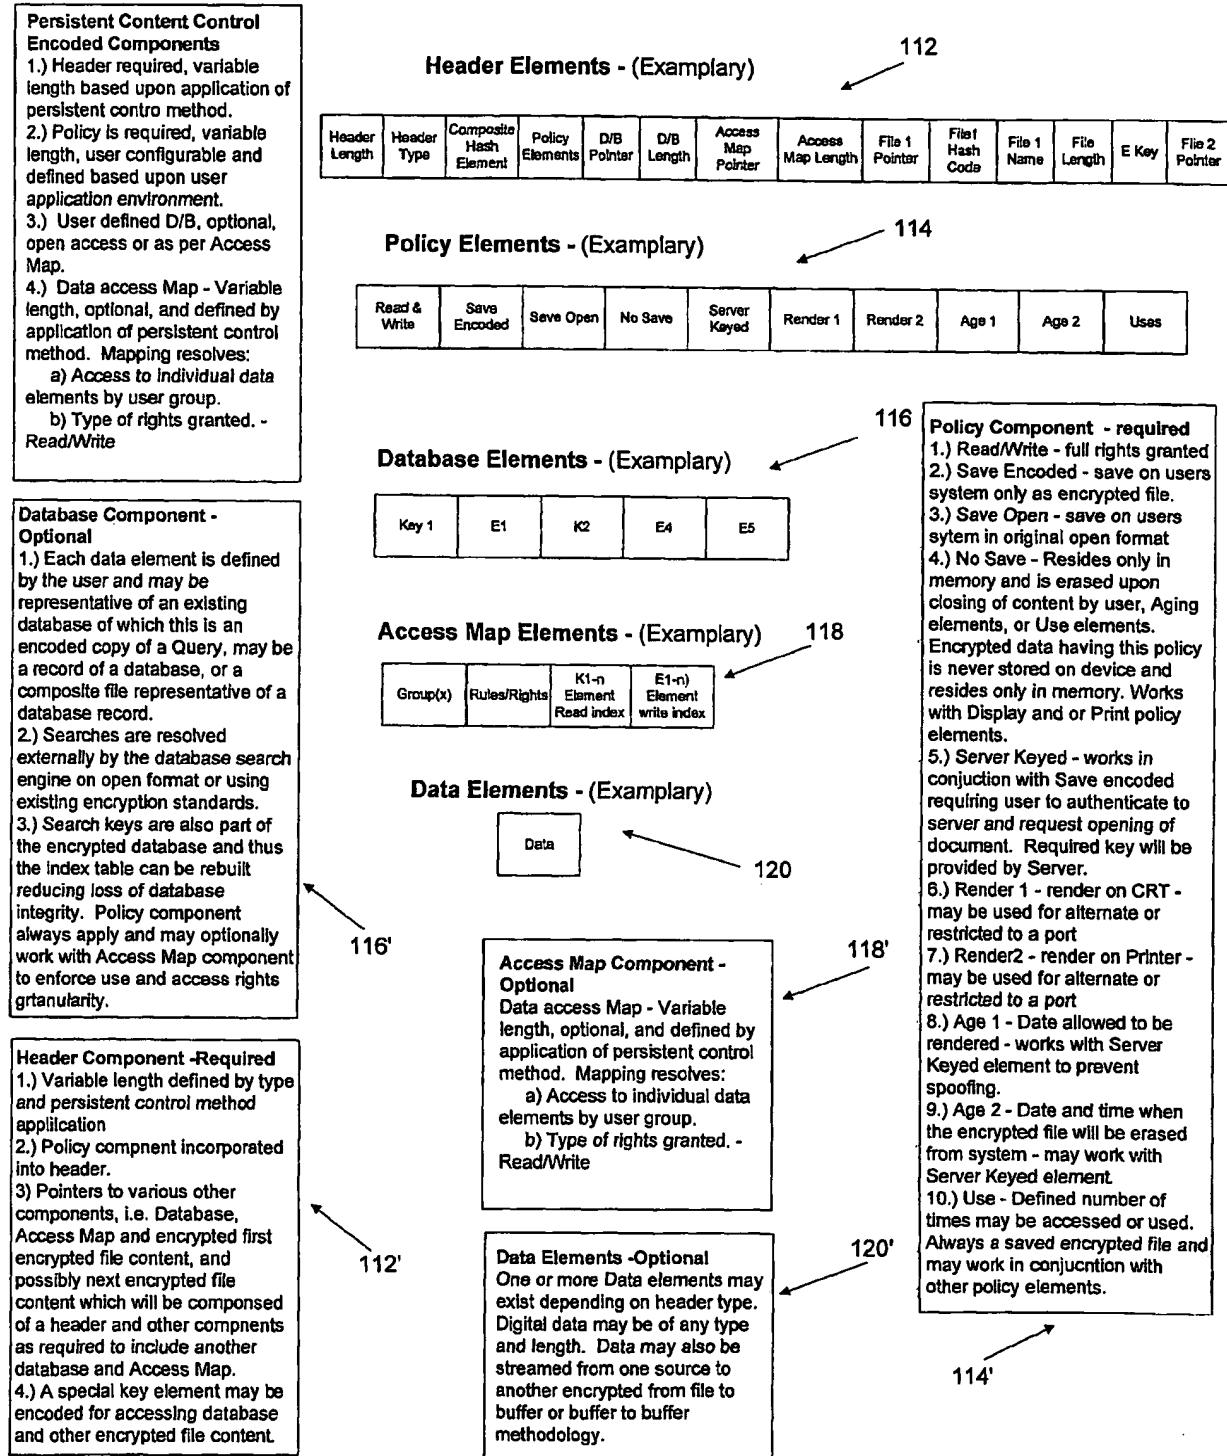 Persistent Content Control
Encoded Components
1.) Header required, variable
length based upon application of
persistent contro method.
2.) Policy is required, variable
length, user configurable and
defined based upon user
application environment.
3.) User defined D/B, optional,
open access or as per Access
Map.
4.) Data access Map - Variable
length, optional, and defined by
application of persistent control
method. Mapping resolves:
a) Access to individual data
elements by user group.
b) Type of rights granted. -
Read/Write
Database Component -
Optional
1.) Each data element is defined
by the user and may be
representative of an existing
database of which this is an
encoded copy of a Query, may be
a record of a database, or a
composite file representative of a
database record.
2.) Searches are resolved
externally by the database search
engine on open format or using
existing encryption standards.
3.) Search keys are also part of
the encrypted database and thus
the index table can be rebuilt
reducing loss of database
integrity. Policy component
always apply and may optionally
work with Access Map component
to enforce use and access rights
grtanularity.
116'
Header Component -Required
1.) Variable length defined by type
and persistent control method
applilcation
2.) Policy compnent incorporated
into header.
3) Pointers to various other
components, i.e. Database,
Access Map and encrypted first
encrypted file content, and
possibly next encrypted file
content which will be componsed
of a header and other compnents
as required to include another
database and Access Map.
4.) A special key element may be
encoded for accessing database
and other encrypted file content.
112'
Header Elements - (Examplary)
112
Header
Length
Header
Type
Composite
Hash
Element
Policy
Elements
D/B
Pointer
D/B
Length
Access
Map
Pointer
Access
Map Length
File 1
Pointer
File1
Hash
Code
File 1
Name
File
Length
E Key
File 2
Pointer
Policy Elements - (Examplary)
114
Read &
Write
Save
Encoded
Save Open
No Save
Server
Keyed
Render 1
Render 2
Age 1
Age 2
Uses
Database Elements - (Examplary)
116
Key 1
E1
K2
E4
E5
Access Map Elements - (Examplary)
118
Group(x)
Rules/Rights
K1-n
Element
Read index
E1-n)
Element
write index
Data Elements - (Examplary)
Data
120
Access Map Component -
Optional
Data access Map - Variable
length, optional, and defined by
application of persistent control
method. Mapping resolves:
a) Access to individual data
elements by user group.
b) Type of rights granted. -
Read/Write
118'
Data Elements -Optional
One or more Data elements may
exist depending on header type.
Digital data may be of any type
and length. Data may also be
streamed from one source to
another encrypted from file to
buffer or buffer to buffer
methodology.
120'
Policy Component - required
1.) Read/Write - full rights granted
2.) Save Encoded - save on users
system only as encrypted file.
3.) Save Open - save on users
sytem in original open format
4.) No Save - Resides only in
memory and is erased upon
closing of content by user, Aging
elements, or Use elements.
Encrypted data having this policy
is never stored on device and
resides only in memory. Works
with Display and or Print policy
elements.
5.) Server Keyed - works in
conjuction with Save encoded
requiring user to authenticate to
server and request opening of
document. Required key will be
provided by Server.
6.) Render 1 - render on CRT -
may be used for alternate or
restricted to a port
7.) Render2 - render on Printer -
may be used for alternate or
restricted to a port
8.) Age 1 - Date allowed to be
rendered - works with Server
Keyed element to prevent
spoofing.
9.) Age 2 - Date and time when
the encrypted file will be erased
from system - may work with
Server Keyed element.
10.) Use - Defined number of
times may be accessed or used.
Always a saved encrypted file and
may work in conjucntion with
other policy elements.
114'